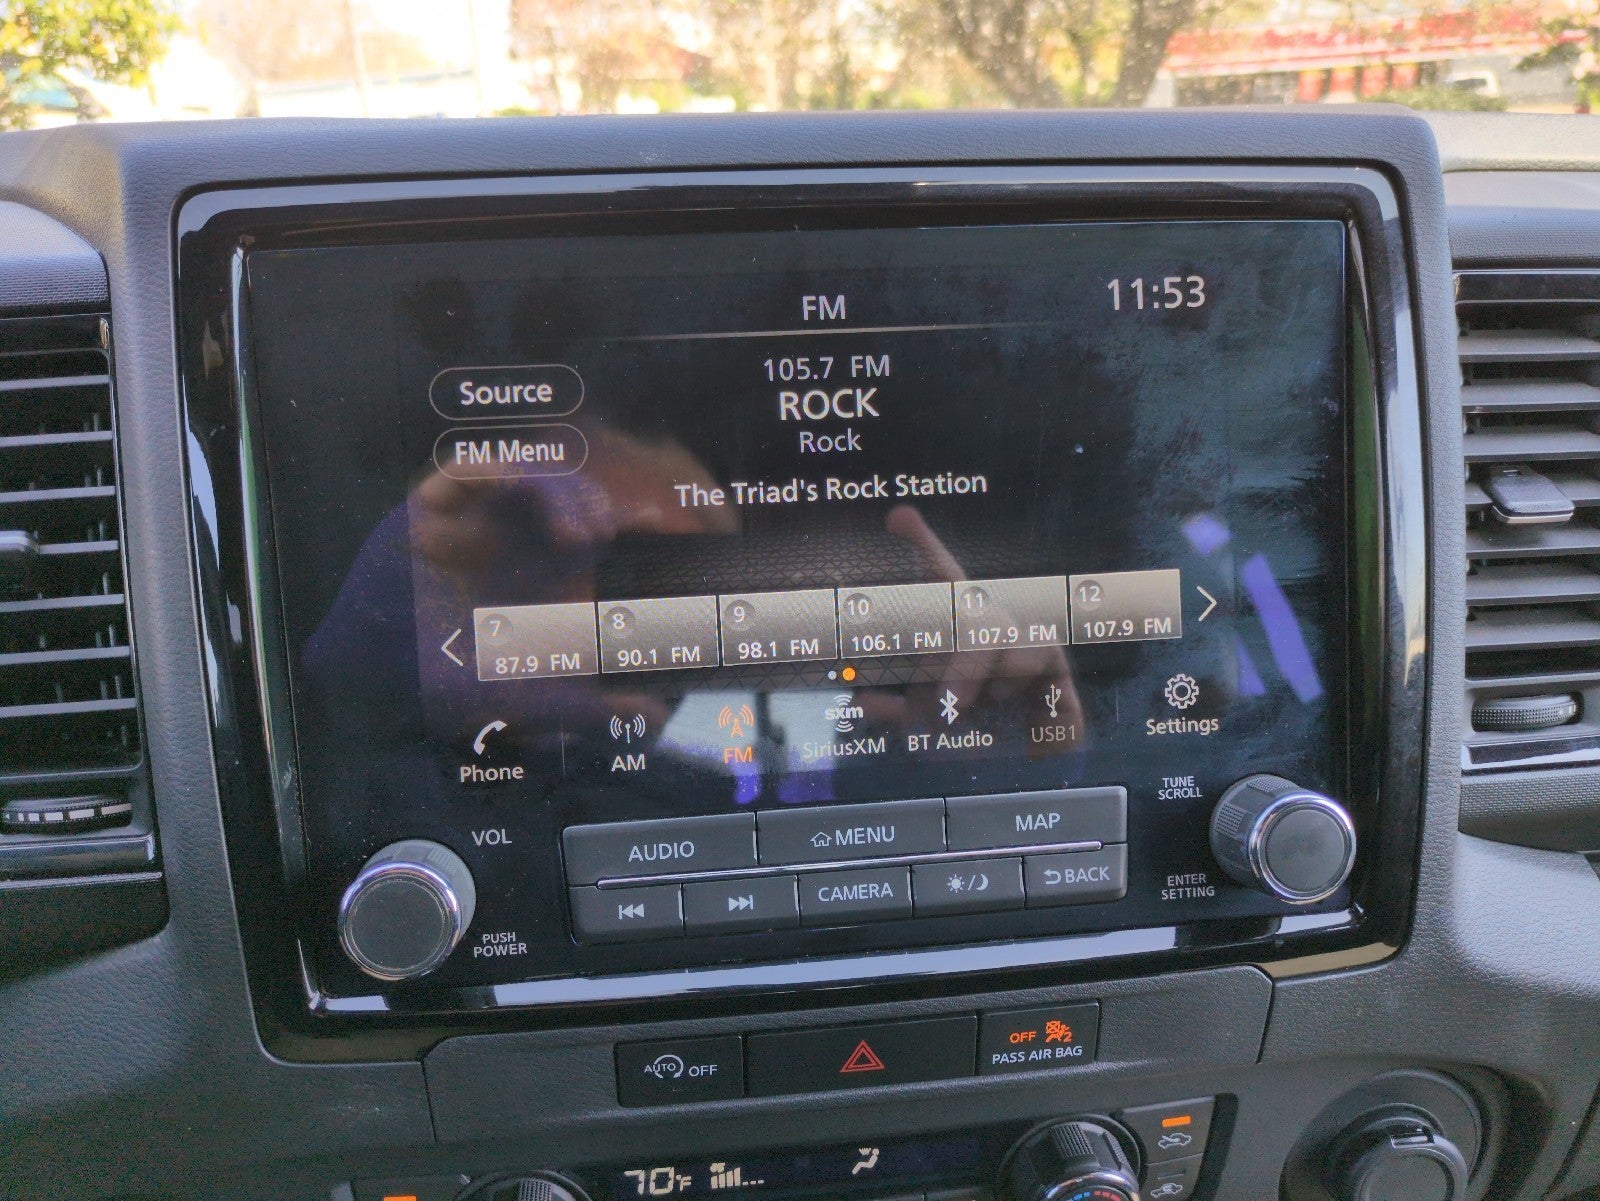 FM
11:53
Source
105.7 FM
ROCK
Rock
FM Menu
The Triad's Rock Station
7
87.9 FM
8
90.1 FM
9
98.1 FM
10
106.1 FM
11
107.9 FM
12
107.9 FM
Phone
AM
FM
sxm
SiriusXM
BT Audio
USB1
Settings
VOL
AUDIO
MENU
MAP
TUNE
SCROLL
CAMERA
BACK
PUSH
POWER
ENTER
SETTING
AUTO OFF
OFF 2
PASS AIR BAG
70°F